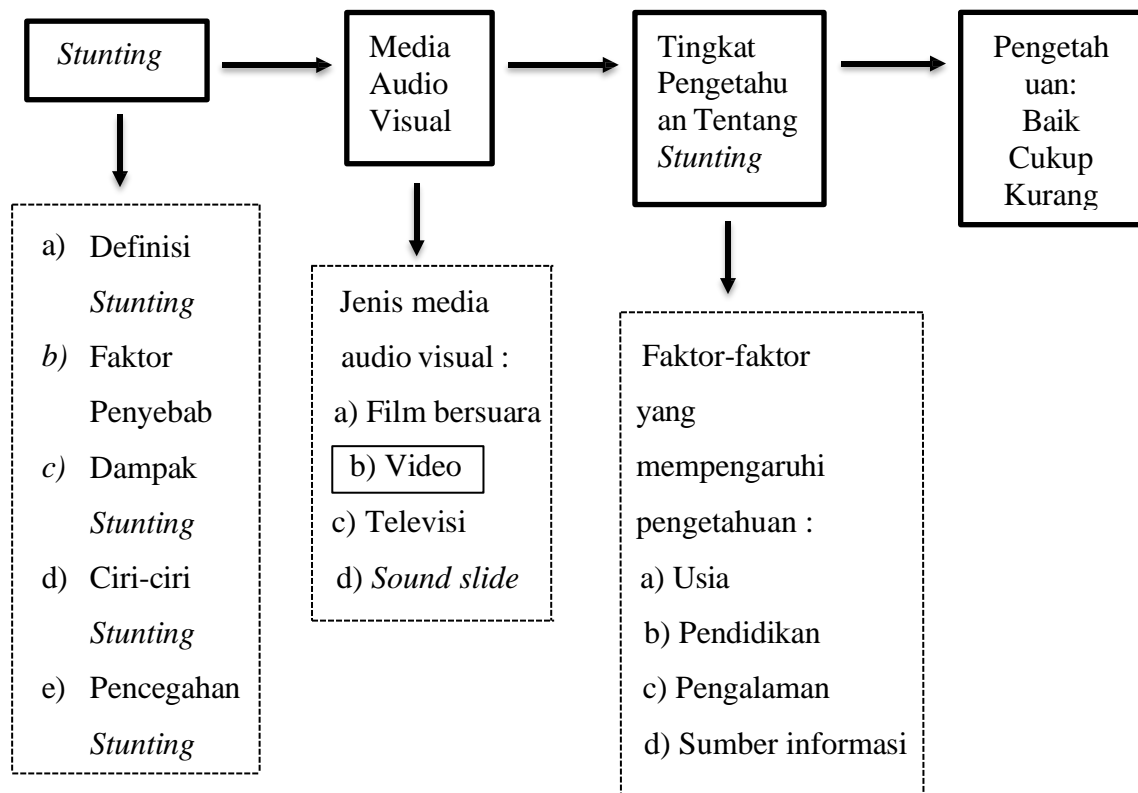 Stunting
Media
Audio
Visual
Tingkat
Pengetahu
an Tentang
Stunting
Pengetah
uan:
Baik
Cukup
Kurang
a) Definisi
Stunting
b) Faktor
Penyebab
c) Dampak
Stunting
d) Ciri-ciri
Stunting
e) Pencegahan
Stunting
Jenis media
audio visual :
a) Film bersuara
b) Video
c) Televisi
d) Sound slide
Faktor-faktor
yang
mempengaruhi
pengetahuan :
a) Usia
b) Pendidikan
c) Pengalaman
d) Sumber informasi